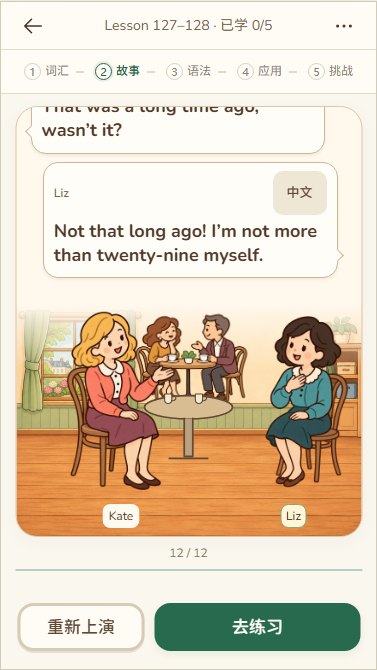 Lesson 127–128 · 已学 0/5
1 词汇 2 故事 3 语法 4 应用 5 挑战
That was a long time ago,
wasn't it?
Liz
中文
Not that long ago! I'm not more
than twenty-nine myself.
Kate
Liz
12 / 12
重新上演
去练习